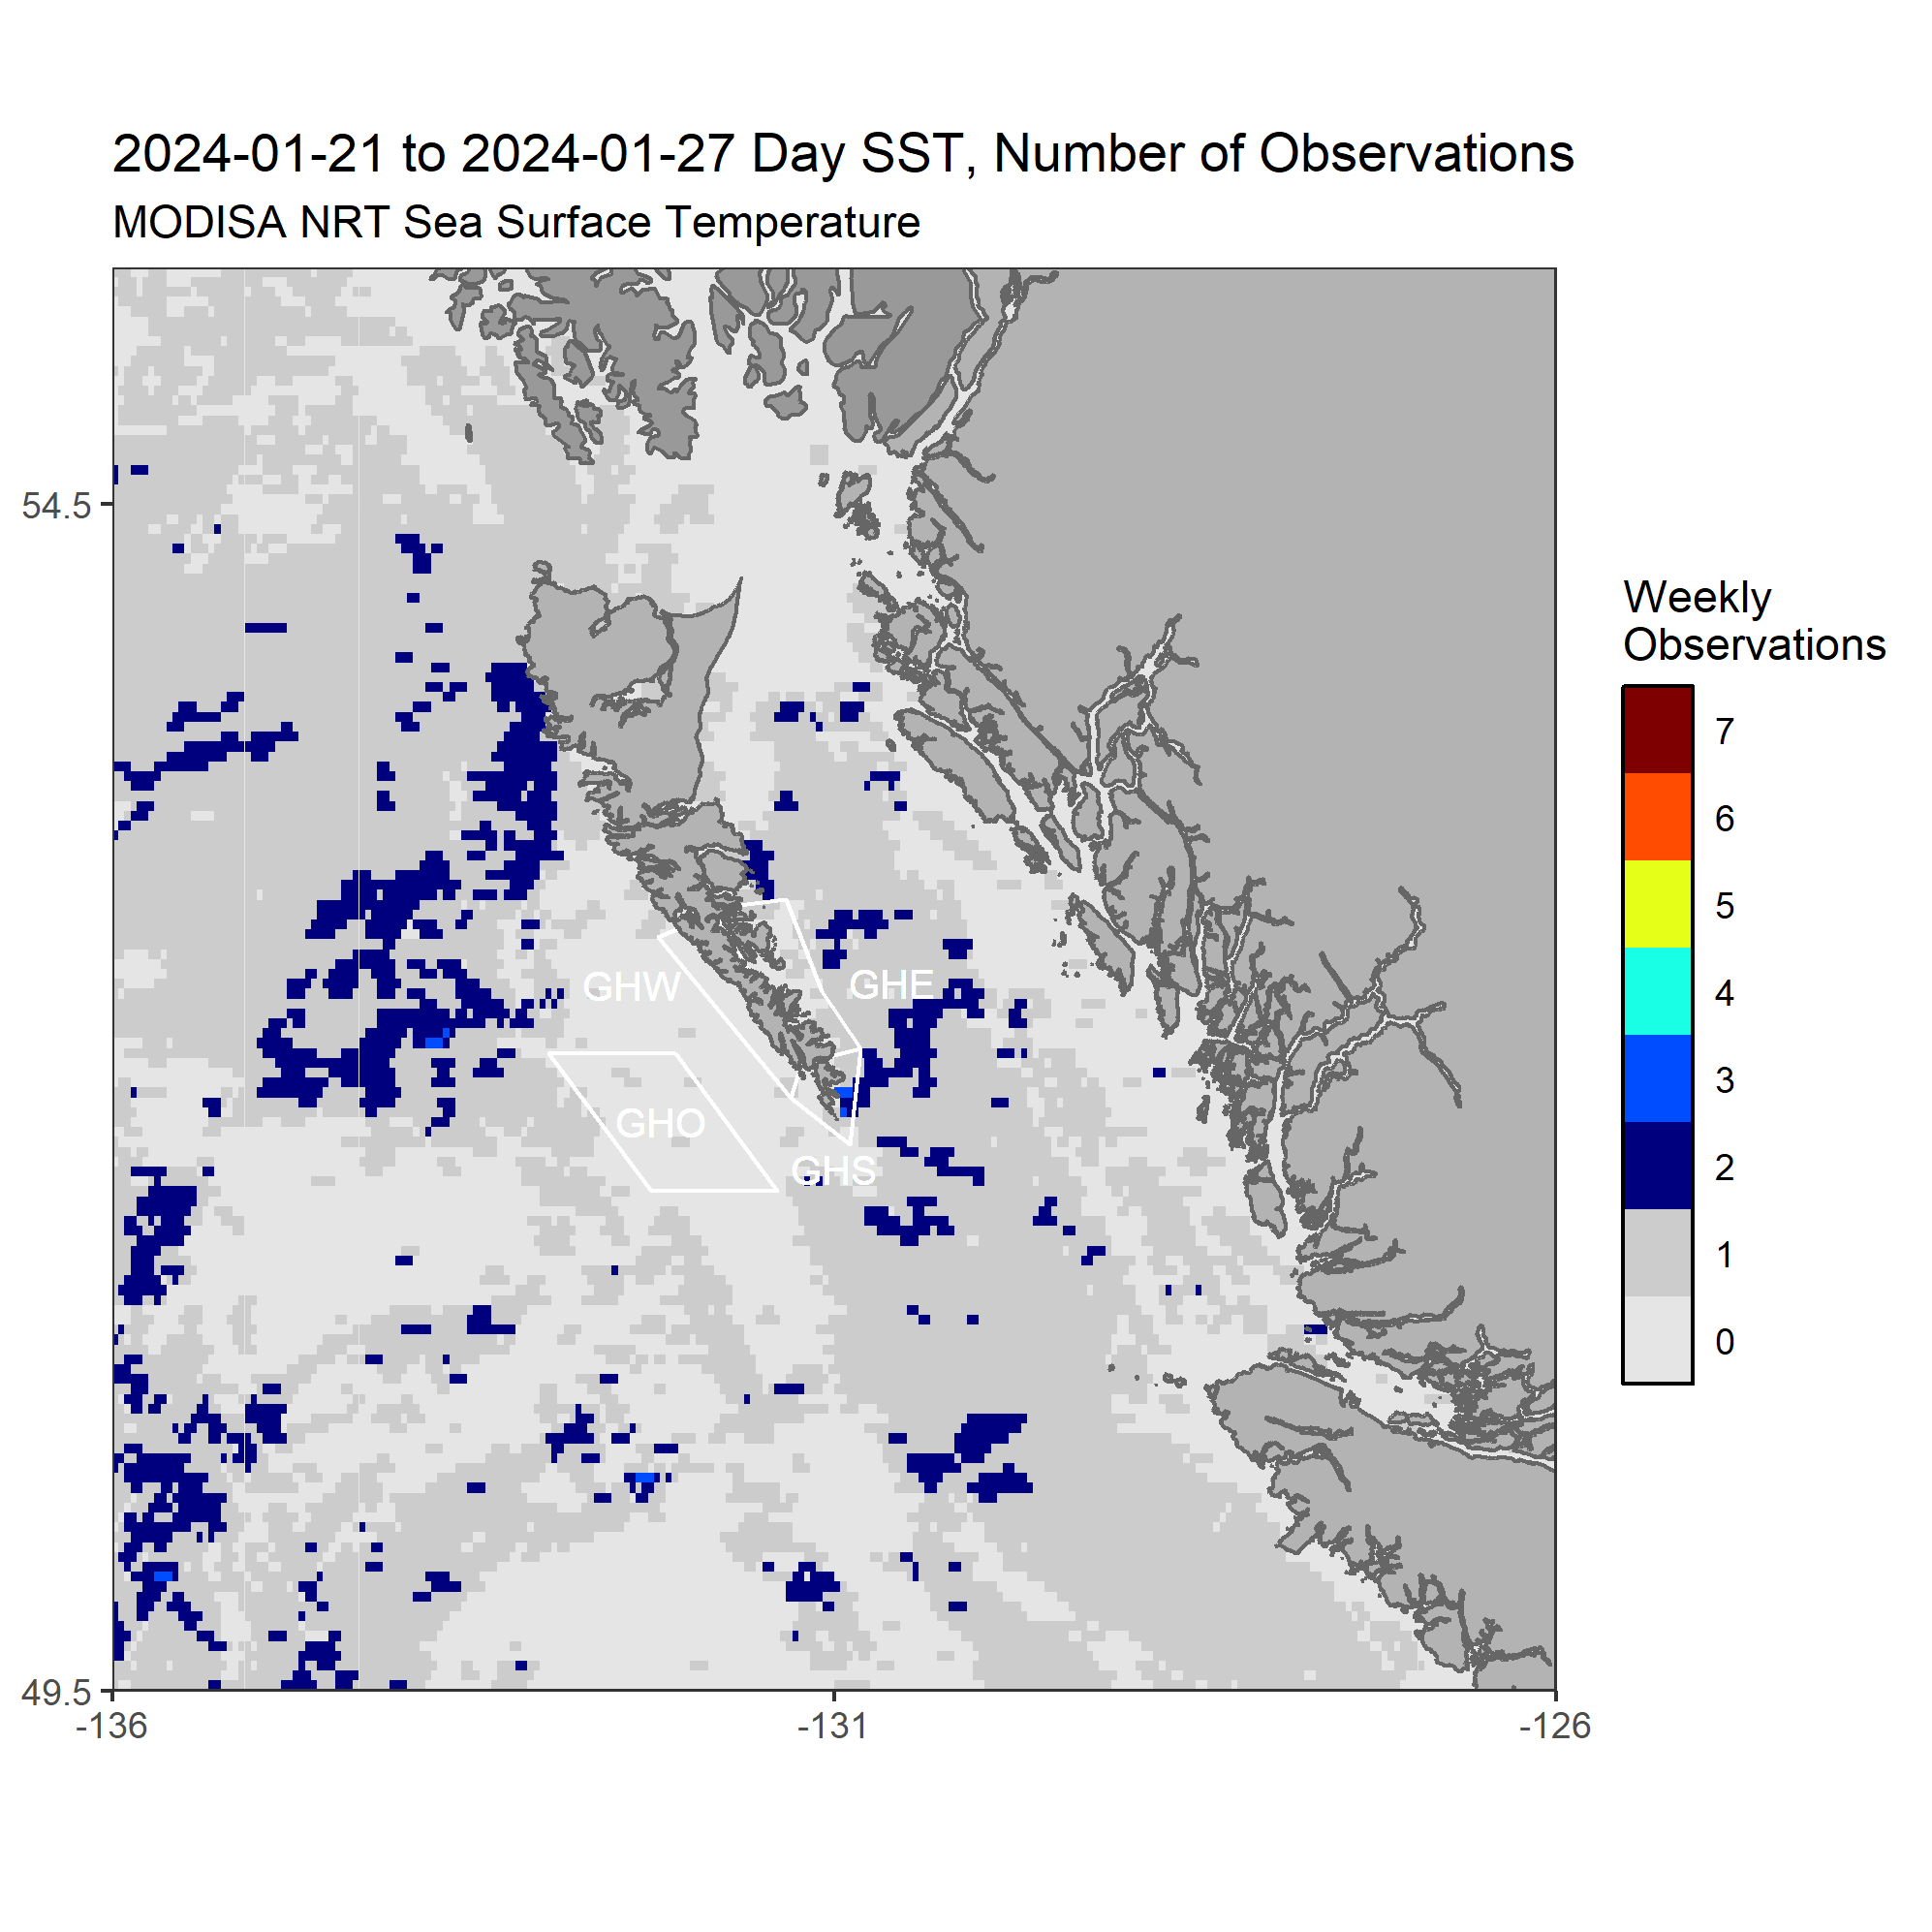 2024-01-21 to 2024-01-27 Day SST, Number of Observations
MODISA NRT Sea Surface Temperature
54.5
49.5
-136
-131
-126
GHW
GHE
GHO
GHS
Weekly
Observations
7
6
5
4
3
2
1
0